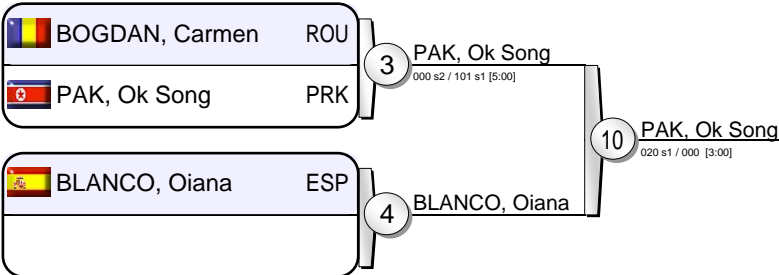 BOGDAN, Carmen ROU
PAK, Ok Song PRK
3
PAK, Ok Song
000 s2 / 101 s1 [5:00]
BLANCO, Oiana ESP
4
BLANCO, Oiana
10
PAK, Ok Song
020 s1 / 000 [3:00]